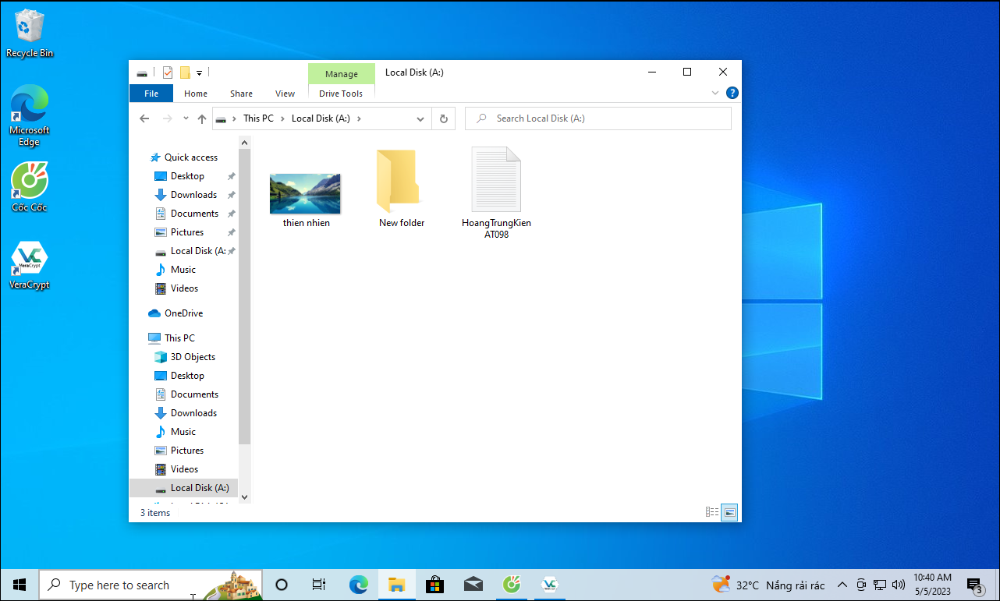 Recycle Bin
Microsoft
Edge
Cốc Cốc
VeraCrypt
VeraCrypt
Manage
Local Disk (A:)
File
Home
Share
View
Drive Tools
This PC
Local Disk (A:)
Search Local Disk (A:)
Quick access
Desktop
Downloads
Documents
Pictures
Local Disk (A:
Music
Videos
OneDrive
This PC
3D Objects
Desktop
Documents
Downloads
Music
Pictures
Videos
Local Disk (A:)
thien nhien
New folder
HoangTrungKien
AT098
3 items
Type here to search
32°C Nắng rải rác
10:40 AM
5/5/2023
3